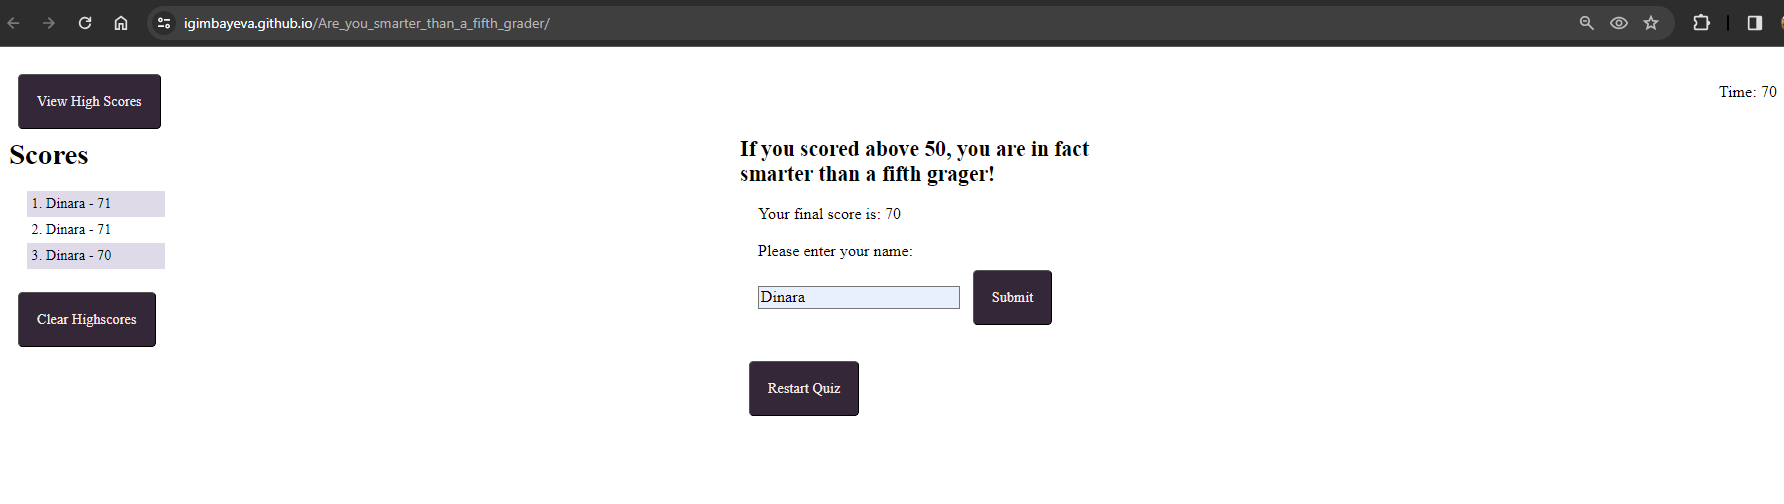 igimbayeva.github.io/Are_you_smarter_than_a_fifth_grader/
View High Scores
Time: 70
Scores
1. Dinara - 71
2. Dinara - 71
3. Dinara - 70
Clear Highscores
If you scored above 50, you are in fact
smarter than a fifth grager!
Your final score is: 70
Please enter your name:
Dinara
Submit
Restart Quiz